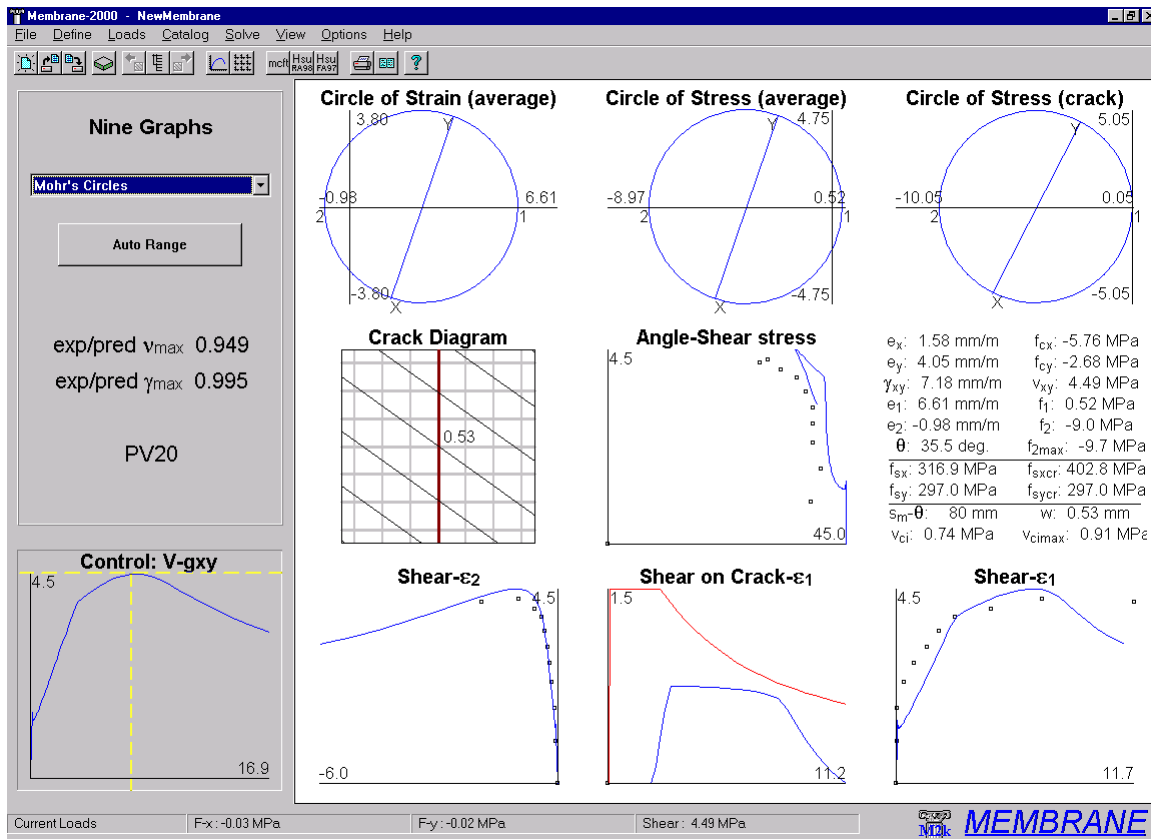 Membrane-2000 - NewMembrane
File Define Loads Catalog Solve View Options Help
mcft Hsu RA98 Hsu FA97 ?
Nine Graphs
Mohr's Circles
Auto Range
exp/pred νmax 0.949
exp/pred γmax 0.995
PV20
Control: V-gxy
4.5
16.9
Circle of Strain (average)
3.80
Y
-0.98
6.61
2
1
-3.80
X
Circle of Stress (average)
Y
4.75
-8.97
0.52
2
1
-4.75
X
Circle of Stress (crack)
5.05
Y
-10.05
0.05
2
1
X
-5.05
Crack Diagram
0.53
Angle-Shear stress
4.5
45.0
ex: 1.58 mm/m fcx: -5.76 MPa
ey: 4.05 mm/m fcy: -2.68 MPa
γxy: 7.18 mm/m vxy: 4.49 MPa
e1: 6.61 mm/m f1: 0.52 MPa
e2: -0.98 mm/m f2: -9.0 MPa
θ: 35.5 deg. f2max: -9.7 MPa
fsx: 316.9 MPa fsxcr: 402.8 MPa
fsy: 297.0 MPa fsycr: 297.0 MPa
sm-θ: 80 mm w: 0.53 mm
vci: 0.74 MPa vcimax: 0.91 MPa
Shear-ε2
4.5
-6.0
Shear on Crack-ε1
1.5
11.2
Shear-ε1
4.5
11.7
Current Loads F-x : -0.03 MPa F-y : -0.02 MPa Shear : 4.49 MPa
M2k MEMBRANE